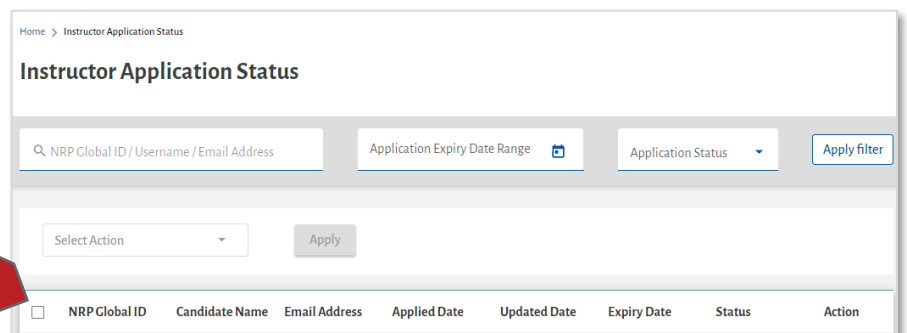 Home > Instructor Application Status
Instructor Application Status
NRP Global ID / Username / Email Address Application Expiry Date Range Application Status Apply filter
Select Action Apply
NRP Global ID Candidate Name Email Address Applied Date Updated Date Expiry Date Status Action